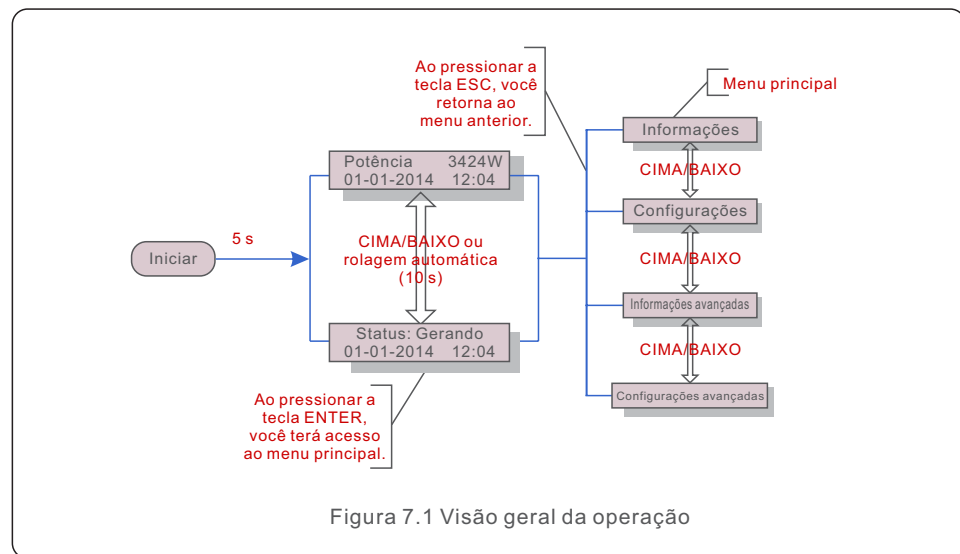 Ao pressionar a
tecla ESC, você
retorna ao
menu anterior.
Menu principal
Informações
CIMA/BAIXO
Configurações
CIMA/BAIXO
Informações avançadas
CIMA/BAIXO
Configurações avançadas
Potência 3424W
01-01-2014 12:04
5 s
Iniciar
CIMA/BAIXO ou
rolagem automática
(10 s)
Status: Gerando
01-01-2014 12:04
Ao pressionar a
tecla ENTER,
você terá acesso
ao menu principal.
Figura 7.1 Visão geral da operação